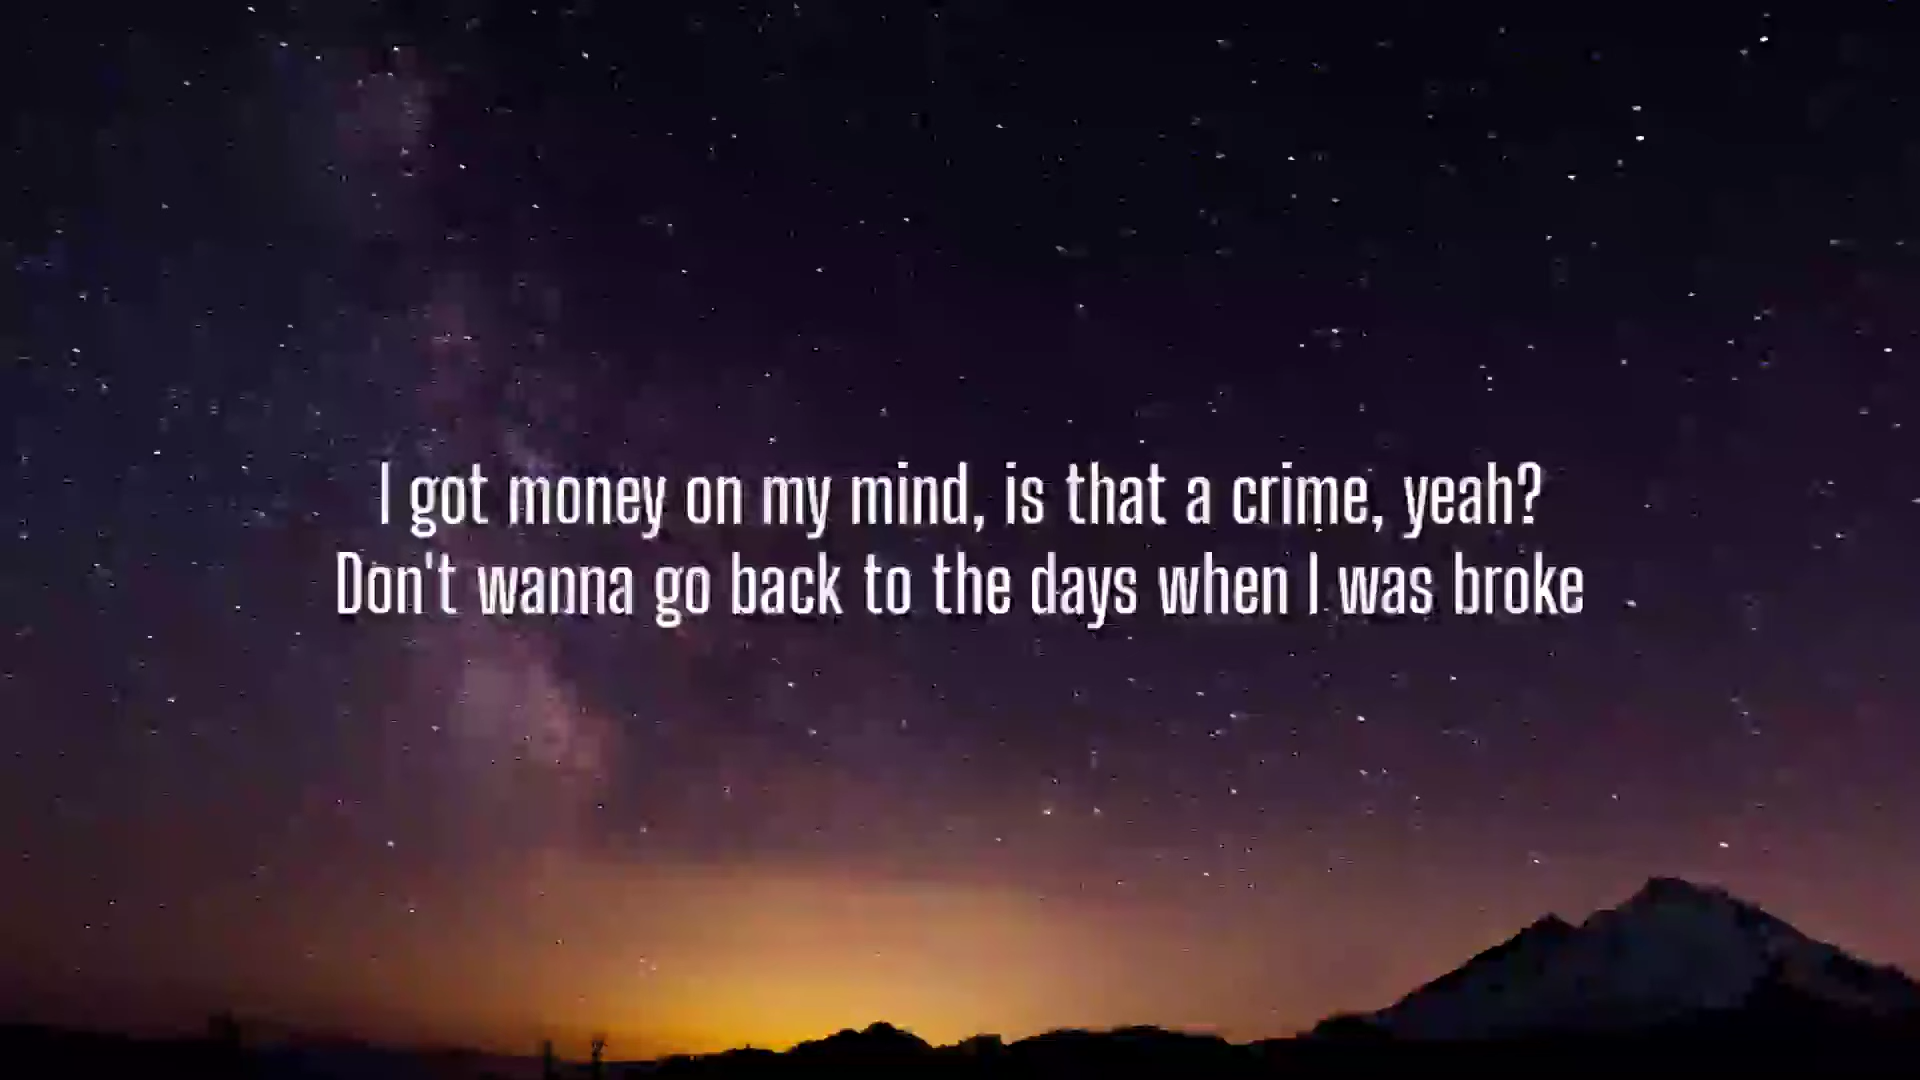 I got money on my mind, is that a crime, yeah?
Don't wanna go back to the days when I was broke